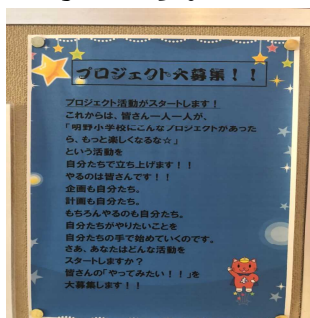 プロジェクト大募集！！
プロジェクト活動がスタートします！
これからは、皆さん一人一人が、
「明野小学校にこんなプロジェクトがあった
ら、もっと楽しくなるな☆」
という活動を
自分たちで立ち上げます！！
やるのは皆さんです！！
企画も自分たち。
計画も自分たち。
もちろんやるのも自分たち。
自分たちがやりたいことを
自分たちの手で始めていくのです。
さあ、あなたはどんな活動を
スタートしますか？
皆さんの「やってみたい！！」を
大募集します！！